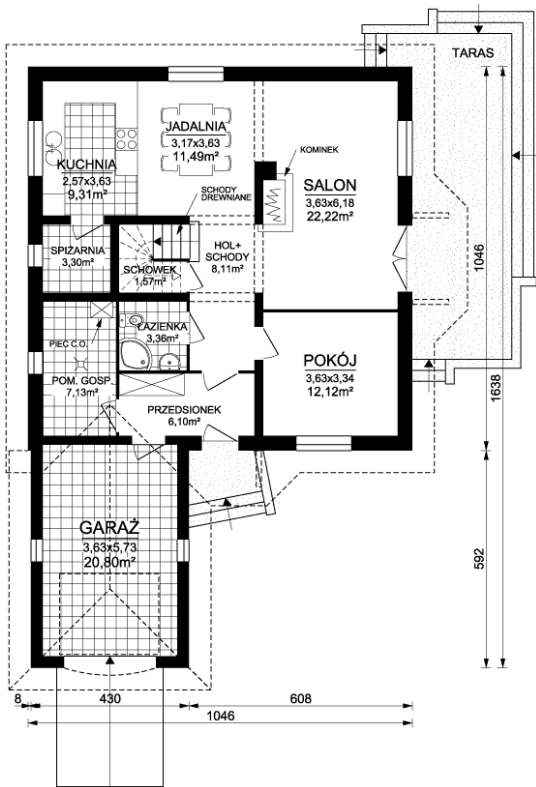 TARAS
JADALNIA
3,17x3,63
11,49m²
KUCHNIA
2,57x3,63
9,31m²
KOMINEK
SALON
3,63x6,18
22,22m²
SCHODY
DREWNIANE
SPIŻARNIA
3,30m²
HOL+
SCHODY
8,11m²
SCHOWEK
1,57m²
1046
ŁAZIENKA
3,36m²
PIEC C.O.
POKÓJ
3,63x3,34
12,12m²
POM. GOSP.
7,13m²
1638
PRZEDSIONEK
6,10m²
GARAŻ
3,63x5,73
20,80m²
592
8
430
608
1046